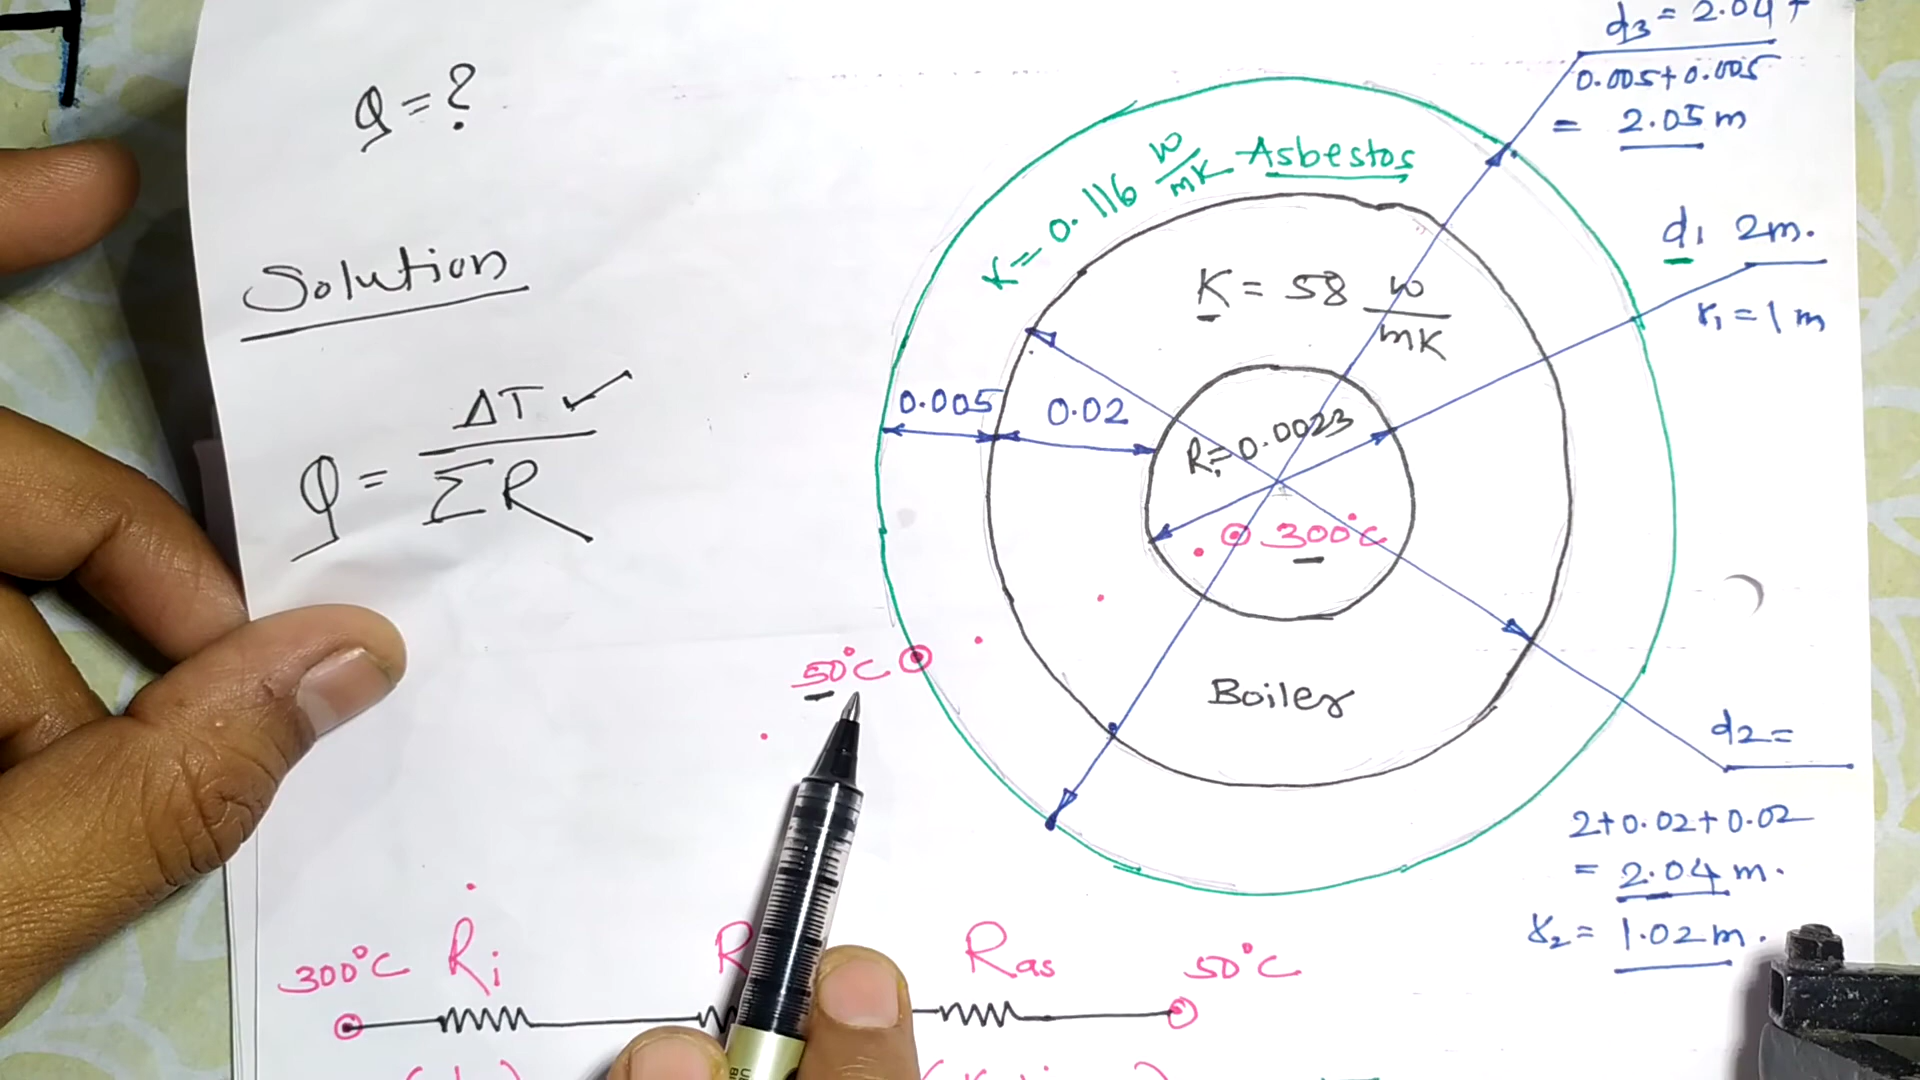 Q = ?
Solution
Q = ΔT ✓ / ΣR
d3 = 2.04 +
0.005+0.005
= 2.05 m
K = 0.116 W/mK Asbestos
d1 2m.
r1 = 1 m
K = 58 W/mK
0.005
0.02
Ri = 0.0023
300°C
50°C
Boiler
d2 =
2+0.02+0.02
= 2.04 m.
r2 = 1.02 m.
300°C Ri R Ras 50°C